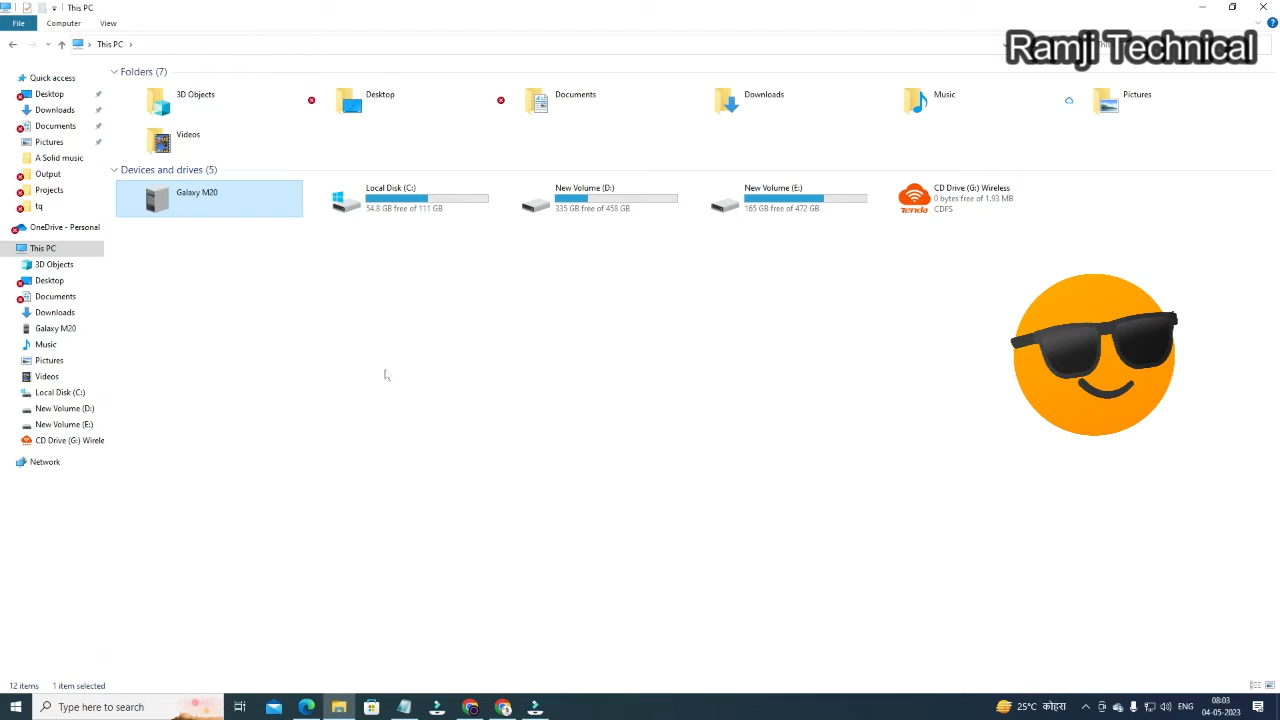 This PC
File
Computer
View
This PC
Ramji Technical
Quick access
Desktop
Downloads
Documents
Pictures
A Solid music
Output
Projects
tq
OneDrive - Personal
This PC
3D Objects
Desktop
Documents
Downloads
Galaxy M20
Music
Pictures
Videos
Local Disk (C:)
New Volume (D:)
New Volume (E:)
CD Drive (G:) Wirele
Network
Folders (7)
3D Objects
Desktop
Documents
Downloads
Music
Pictures
Videos
Devices and drives (5)
Galaxy M20
Local Disk (C:)
54.8 GB free of 111 GB
New Volume (D:)
335 GB free of 458 GB
New Volume (E:)
165 GB free of 472 GB
CD Drive (G:) Wireless
0 bytes free of 1.93 MB
CDFS
Tenda
12 items
1 item selected
Type here to search
25°C कोहरा
ENG
08:03
04-05-2023